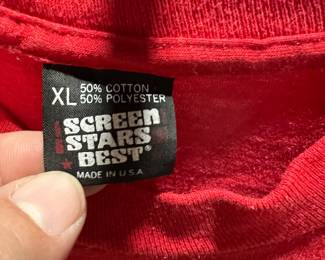 XL 50% COTTON
50% POLYESTER
SCREEN
STARS
BEST®
MADE IN U.S.A.